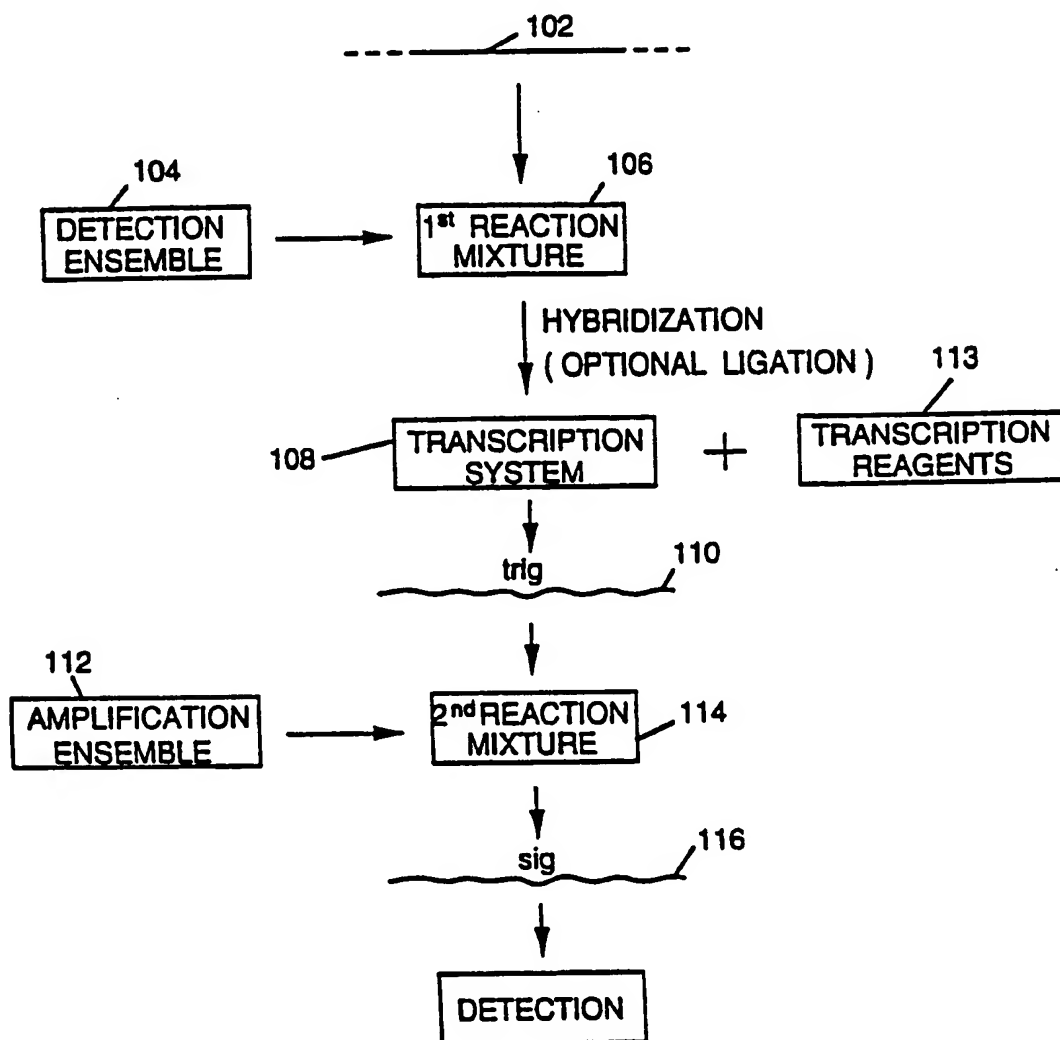 102
104
106
DETECTION
ENSEMBLE
1st REACTION
MIXTURE
HYBRIDIZATION
( OPTIONAL LIGATION )
113
108
TRANSCRIPTION
SYSTEM
+
TRANSCRIPTION
REAGENTS
trig
110
112
AMPLIFICATION
ENSEMBLE
2nd REACTION
MIXTURE
114
sig
116
DETECTION